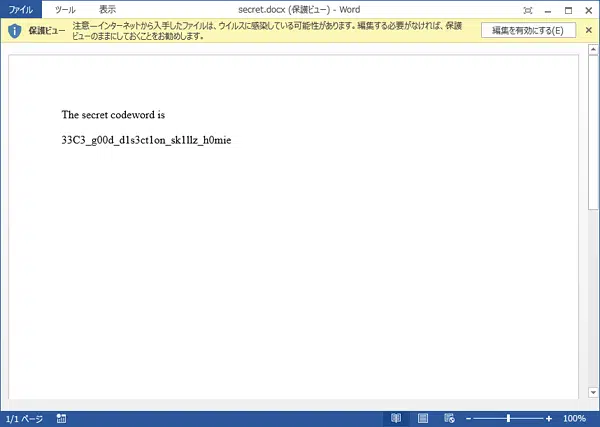 secret.docx (保護ビュー) - Word
ファイル ツール 表示
保護ビュー 注意—インターネットから入手したファイルは、ウイルスに感染している可能性があります。編集する必要がなければ、保護
ビューのままにしておくことをお勧めします。
編集を有効にする(E)
The secret codeword is
33C3_g00d_d1s3ct1on_sk1llz_h0mie
1/1 ページ
100%